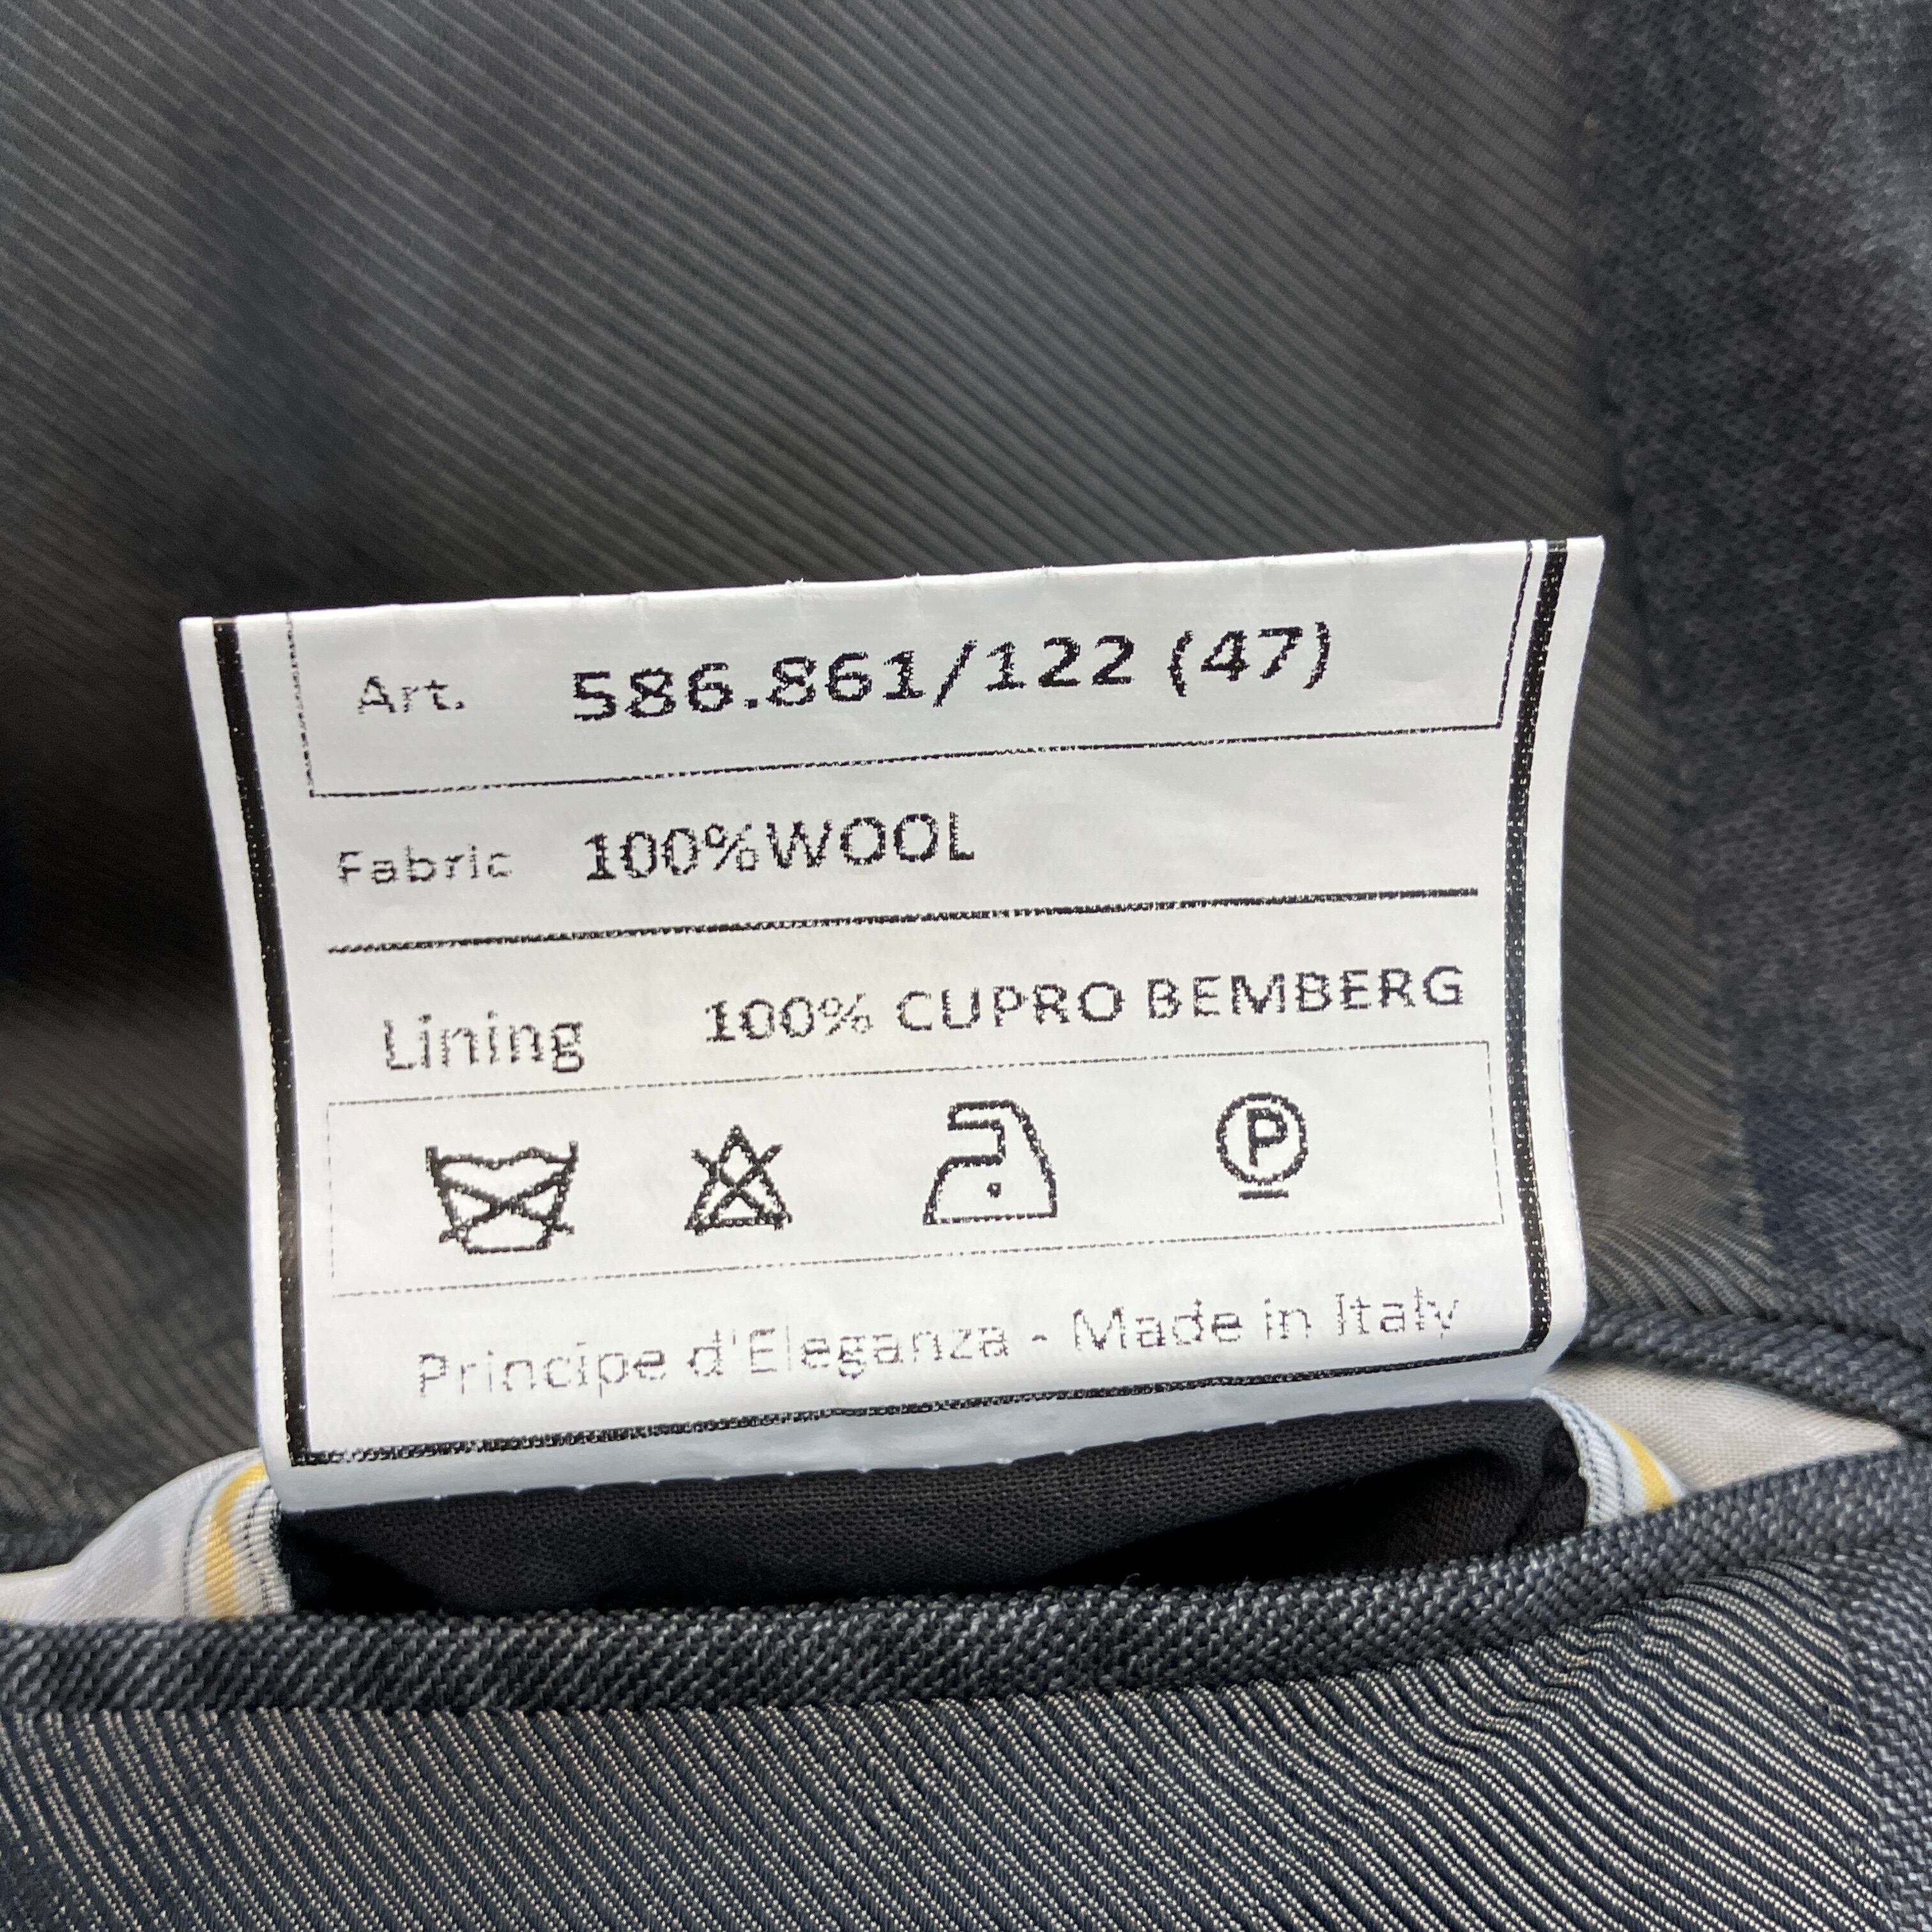 Art. 586.861/122 (47)
Fabric 100%WOOL
Lining 100% CUPRO BEMBERG
P
Principe d'Eleganza - Made in Italy